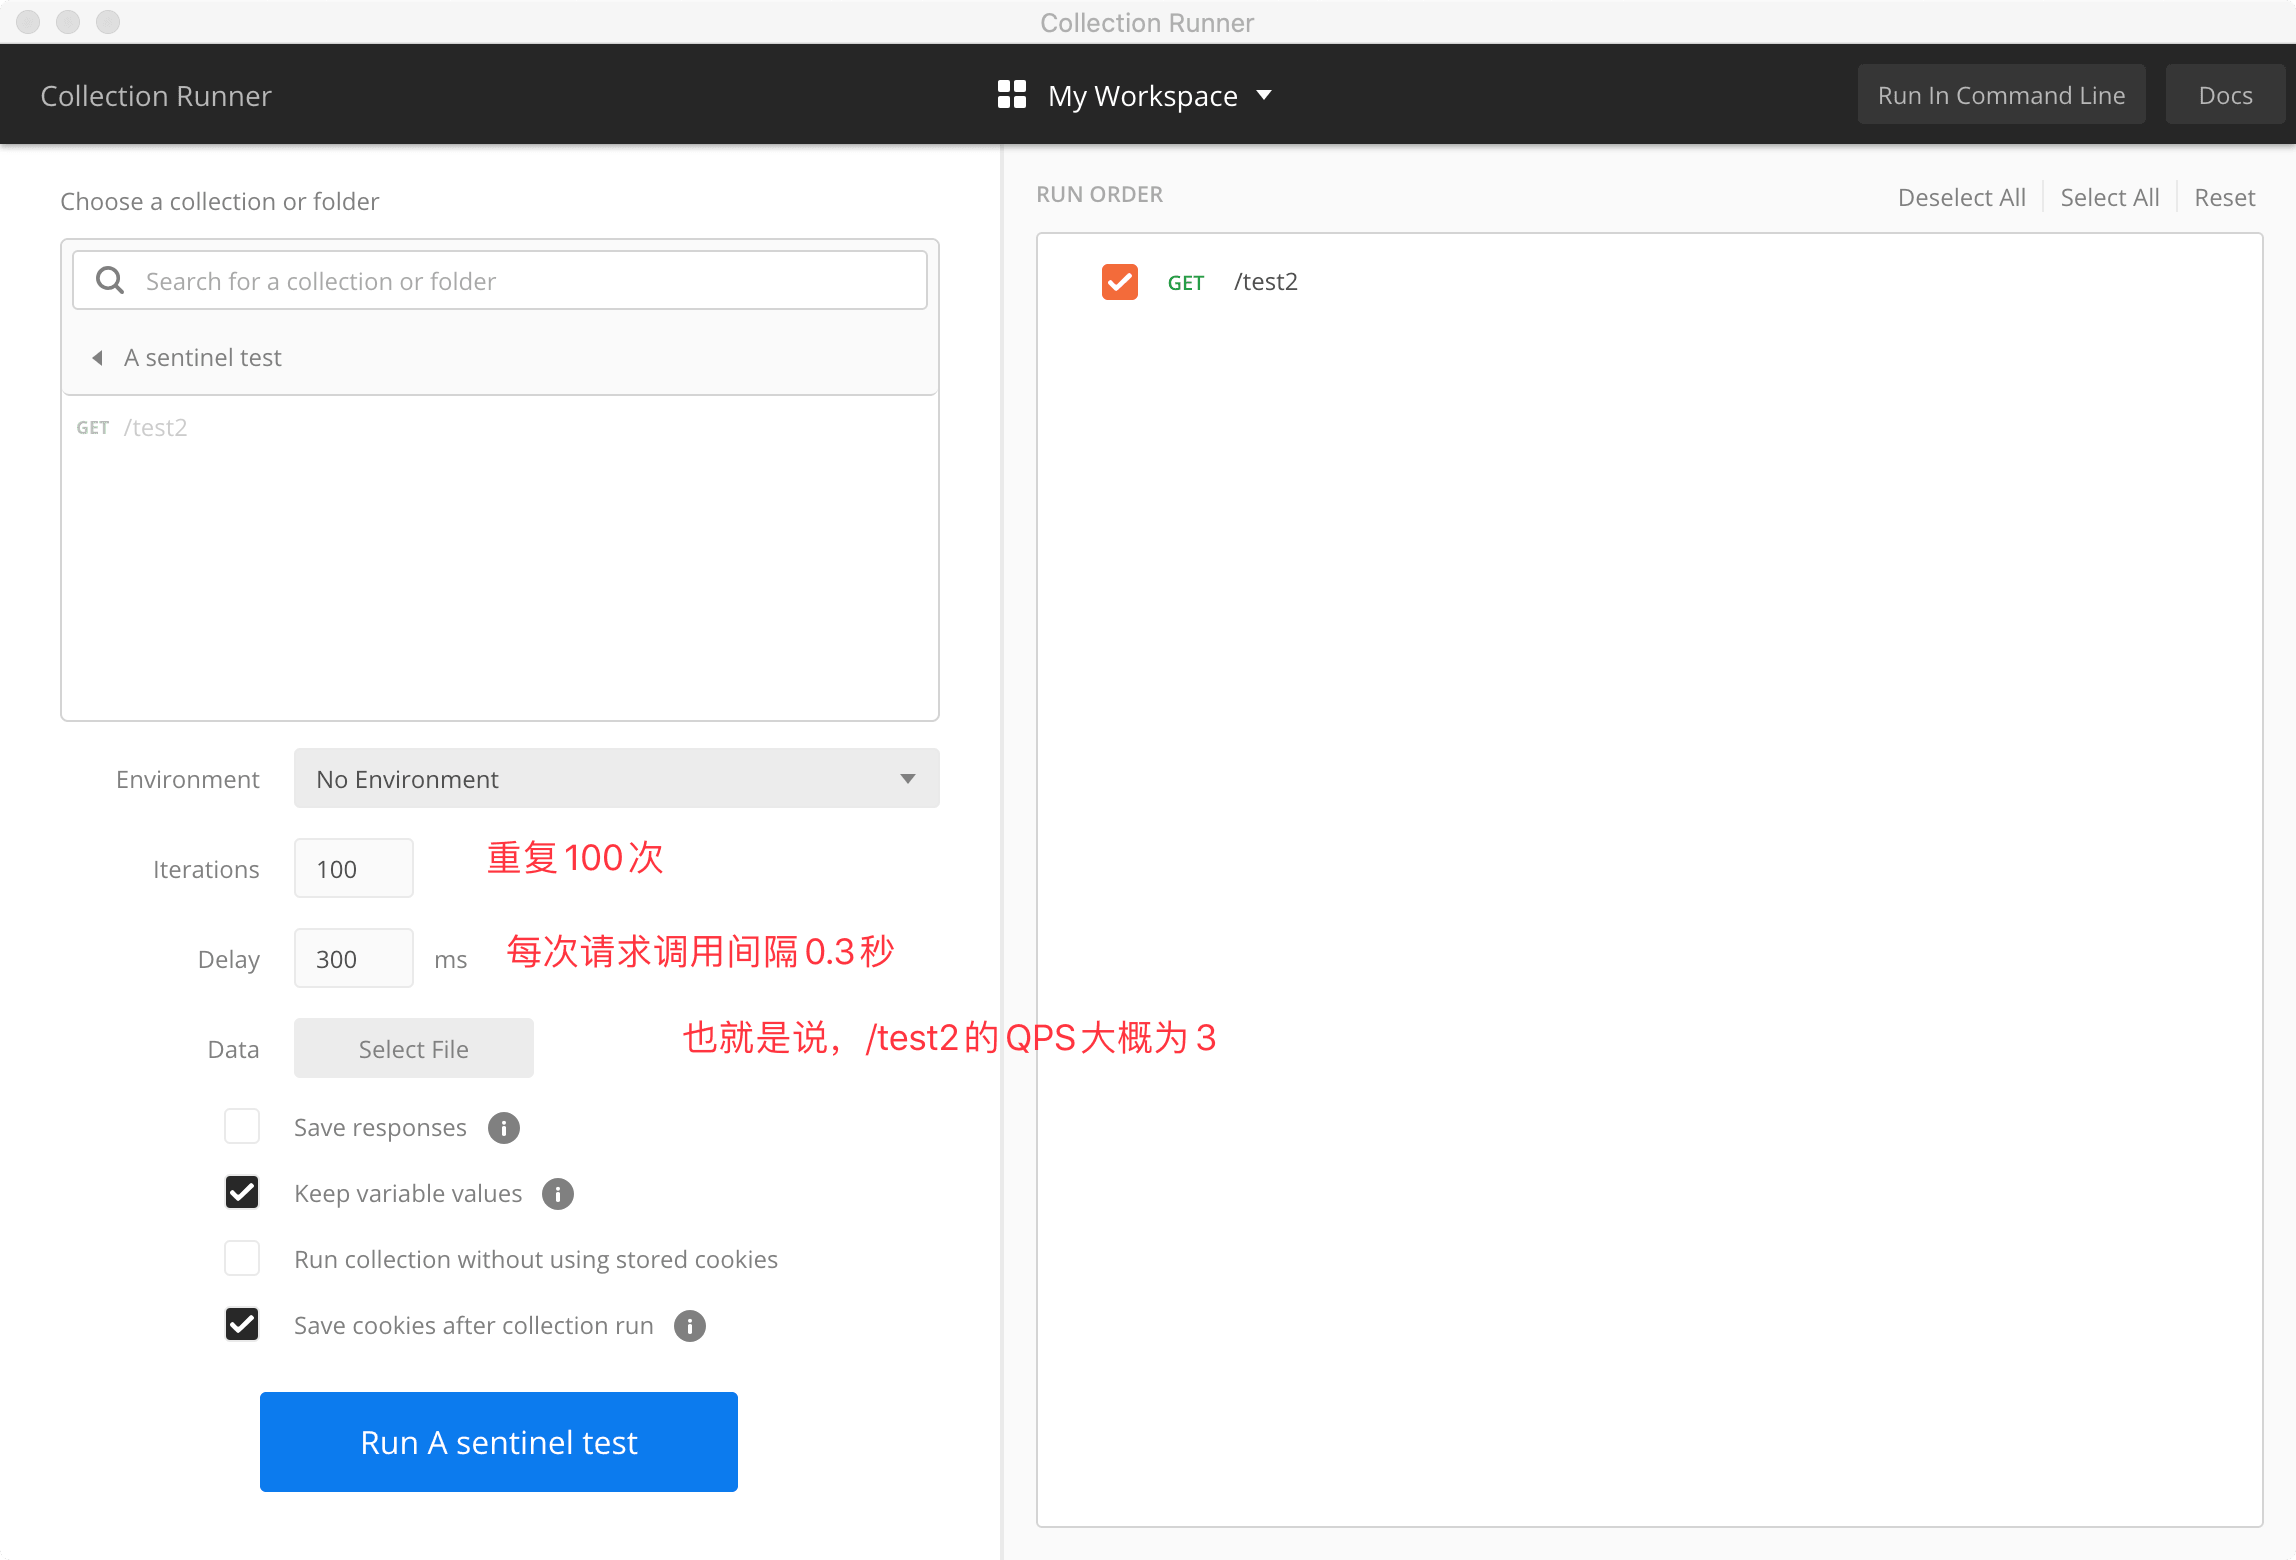 Collection Runner
Collection Runner
My Workspace
Run In Command Line
Docs
Choose a collection or folder
Search for a collection or folder
A sentinel test
GET /test2
Environment
No Environment
Iterations
100
重复100次
Delay
300
ms
每次请求调用间隔0.3秒
Data
Select File
也就是说，/test2的QPS大概为3
Save responses
Keep variable values
Run collection without using stored cookies
Save cookies after collection run
Run A sentinel test
RUN ORDER
Deselect All
Select All
Reset
GET /test2